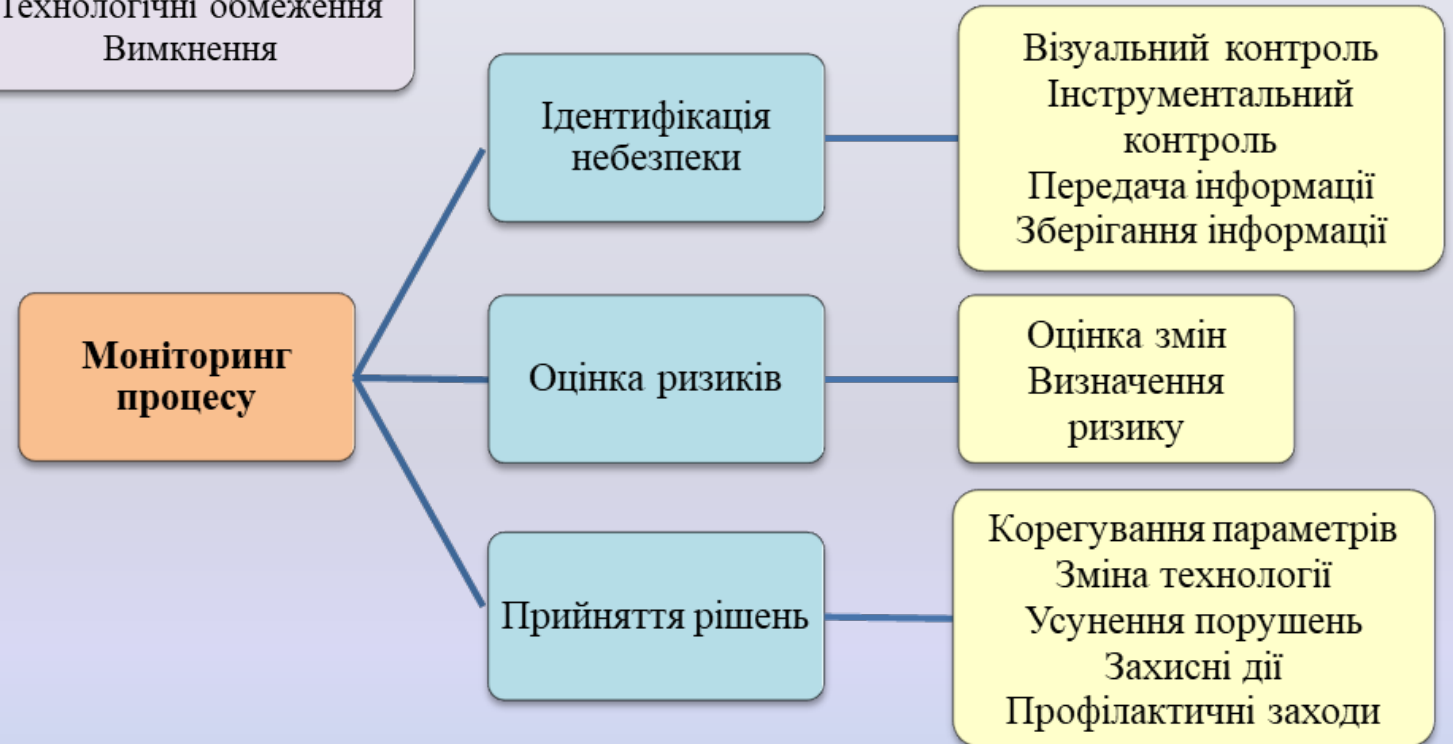 Технологічні обмеження
Вимкнення
Ідентифікація
небезпеки
Візуальний контроль
Інструментальний
контроль
Передача інформації
Зберігання інформації
Моніторинг
процесу
Оцінка ризиків
Оцінка змін
Визначення
ризику
Прийняття рішень
Корегування параметрів
Зміна технології
Усунення порушень
Захисні дії
Профілактичні заходи